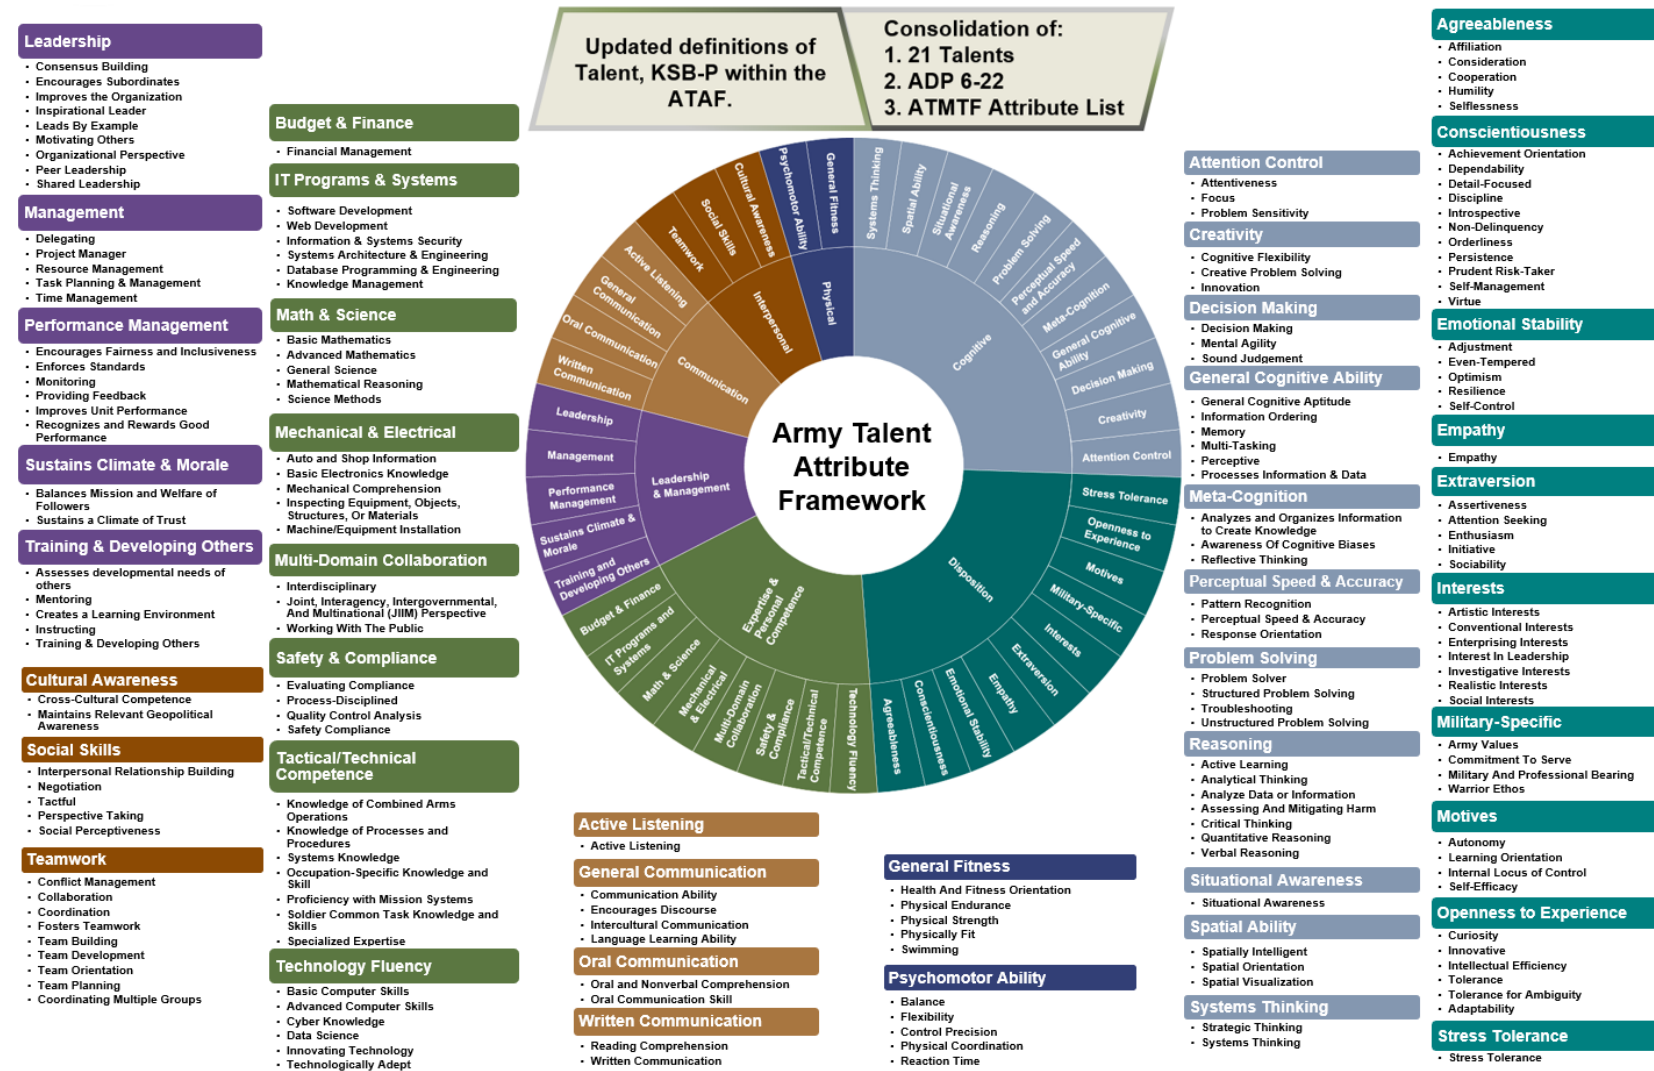 Updated definitions of
Talent, KSB-P within the
ATAF.
Consolidation of:
1. 21 Talents
2. ADP 6-22
3. ATMTF Attribute List
Leadership
• Consensus Building
• Encourages Subordinates
• Improves the Organization
• Inspirational Leader
• Leads By Example
• Motivating Others
• Organizational Perspective
• Peer Leadership
• Shared Leadership
Management
• Delegating
• Project Manager
• Resource Management
• Task Planning & Management
• Time Management
Performance Management
• Encourages Fairness and Inclusiveness
• Enforces Standards
• Monitoring
• Providing Feedback
• Improves Unit Performance
• Recognizes and Rewards Good
Performance
Sustains Climate & Morale
• Balances Mission and Welfare of
Followers
• Sustains a Climate of Trust
Training & Developing Others
• Assesses developmental needs of
others
• Mentoring
• Creates a Learning Environment
• Instructing
• Training & Developing Others
Cultural Awareness
• Cross-Cultural Competence
• Maintains Relevant Geopolitical
Awareness
Social Skills
• Interpersonal Relationship Building
• Negotiation
• Tactful
• Perspective Taking
• Social Perceptiveness
Teamwork
• Conflict Management
• Collaboration
• Coordination
• Fosters Teamwork
• Team Building
• Team Development
• Team Orientation
• Team Planning
• Coordinating Multiple Groups
Budget & Finance
• Financial Management
IT Programs & Systems
• Software Development
• Web Development
• Information & Systems Security
• Systems Architecture & Engineering
• Database Programming & Engineering
• Knowledge Management
Math & Science
• Basic Mathematics
• Advanced Mathematics
• General Science
• Mathematical Reasoning
• Science Methods
Mechanical & Electrical
• Auto and Shop Information
• Basic Electronics Knowledge
• Mechanical Comprehension
• Inspecting Equipment, Objects,
Structures, Or Materials
• Machine/Equipment Installation
Multi-Domain Collaboration
• Interdisciplinary
• Joint, Interagency, Intergovernmental,
And Multinational (JIIM) Perspective
• Working With The Public
Safety & Compliance
• Evaluating Compliance
• Process-Disciplined
• Quality Control Analysis
• Safety Compliance
Tactical/Technical
Competence
• Knowledge of Combined Arms
Operations
• Knowledge of Processes and
Procedures
• Systems Knowledge
• Occupation-Specific Knowledge and
Skill
• Proficiency with Mission Systems
• Soldier Common Task Knowledge and
Skills
• Specialized Expertise
Technology Fluency
• Basic Computer Skills
• Advanced Computer Skills
• Cyber Knowledge
• Data Science
• Innovating Technology
• Technologically Adept
Army Talent
Attribute
Framework
Physical
Psychomotor Ability
General Fitness
Cognitive
Systems Thinking
Spatial Ability
Situational
Awareness
Reasoning
Problem Solving
Perceptual Speed
and Accuracy
Meta-Cognition
General Cognitive
Ability
Decision Making
Creativity
Attention Control
Disposition
Stress Tolerance
Openness to
Experience
Motives
Military-Specific
Interests
Extraversion
Empathy
Emotional Stability
Conscientiousness
Agreeableness
Expertise &
Personal
Competence
Technology Fluency
Tactical/Technical
Competence
Safety &
Compliance
Multi-Domain
Collaboration
Mechanical
& Electrical
Math & Science
IT Programs and
Systems
Budget & Finance
Leadership
& Management
Training and
Developing Others
Sustains Climate &
Morale
Performance
Management
Management
Leadership
Communication
Written
Communication
Oral Communication
General
Communication
Active Listening
Interpersonal
Teamwork
Social Skills
Cultural Awareness
Active Listening
• Active Listening
General Communication
• Communication Ability
• Encourages Discourse
• Intercultural Communication
• Language Learning Ability
Oral Communication
• Oral and Nonverbal Comprehension
• Oral Communication Skill
Written Communication
• Reading Comprehension
• Written Communication
General Fitness
• Health And Fitness Orientation
• Physical Endurance
• Physical Strength
• Physically Fit
• Swimming
Psychomotor Ability
• Balance
• Flexibility
• Control Precision
• Physical Coordination
• Reaction Time
Attention Control
• Attentiveness
• Focus
• Problem Sensitivity
Creativity
• Cognitive Flexibility
• Creative Problem Solving
• Innovation
Decision Making
• Decision Making
• Mental Agility
• Sound Judgement
General Cognitive Ability
• General Cognitive Aptitude
• Information Ordering
• Memory
• Multi-Tasking
• Perceptive
• Processes Information & Data
Meta-Cognition
• Analyzes and Organizes Information
to Create Knowledge
• Awareness Of Cognitive Biases
• Reflective Thinking
Perceptual Speed & Accuracy
• Pattern Recognition
• Perceptual Speed & Accuracy
• Response Orientation
Problem Solving
• Problem Solver
• Structured Problem Solving
• Troubleshooting
• Unstructured Problem Solving
Reasoning
• Active Learning
• Analytical Thinking
• Analyze Data or Information
• Assessing And Mitigating Harm
• Critical Thinking
• Quantitative Reasoning
• Verbal Reasoning
Situational Awareness
• Situational Awareness
Spatial Ability
• Spatially Intelligent
• Spatial Orientation
• Spatial Visualization
Systems Thinking
• Strategic Thinking
• Systems Thinking
Agreeableness
• Affiliation
• Consideration
• Cooperation
• Humility
• Selflessness
Conscientiousness
• Achievement Orientation
• Dependability
• Detail-Focused
• Discipline
• Introspective
• Non-Delinquency
• Orderliness
• Persistence
• Prudent Risk-Taker
• Self-Management
• Virtue
Emotional Stability
• Adjustment
• Even-Tempered
• Optimism
• Resilience
• Self-Control
Empathy
• Empathy
Extraversion
• Assertiveness
• Attention Seeking
• Enthusiasm
• Initiative
• Sociability
Interests
• Artistic Interests
• Conventional Interests
• Enterprising Interests
• Interest In Leadership
• Investigative Interests
• Realistic Interests
• Social Interests
Military-Specific
• Army Values
• Commitment To Serve
• Military And Professional Bearing
• Warrior Ethos
Motives
• Autonomy
• Learning Orientation
• Internal Locus of Control
• Self-Efficacy
Openness to Experience
• Curiosity
• Innovative
• Intellectual Efficiency
• Tolerance
• Tolerance for Ambiguity
• Adaptability
Stress Tolerance
• Stress Tolerance